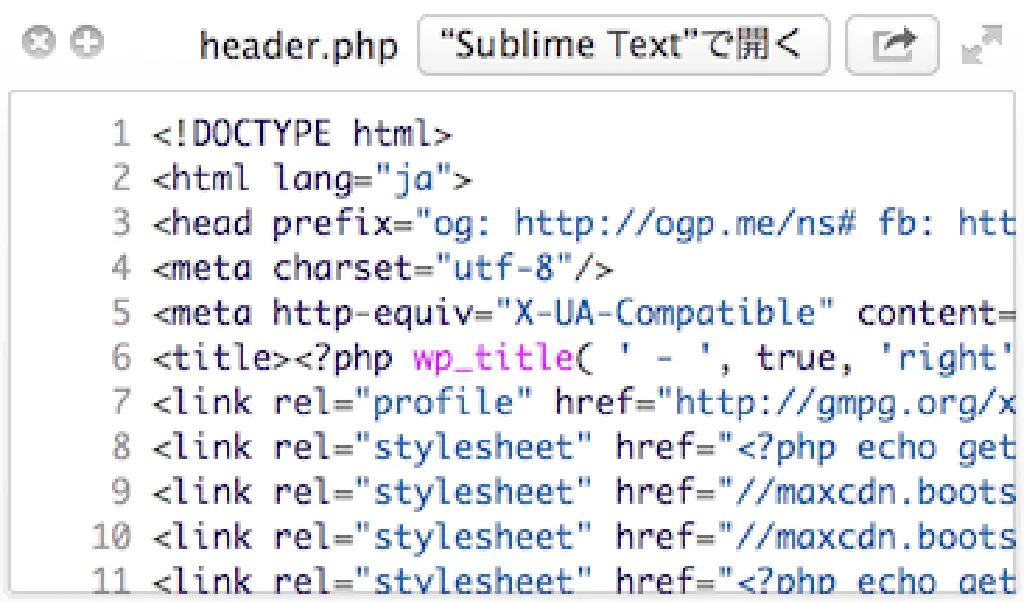 header.php “Sublime Text”で開く
1 <!DOCTYPE html>
2 <html lang="ja">
3 <head prefix="og: http://ogp.me/ns# fb: htt
4 <meta charset="utf-8"/>
5 <meta http-equiv="X-UA-Compatible" content=
6 <title><?php wp_title( ' - ', true, 'right'
7 <link rel="profile" href="http://gmpg.org/x
8 <link rel="stylesheet" href="<?php echo get
9 <link rel="stylesheet" href="//maxcdn.boots
10 <link rel="stylesheet" href="//maxcdn.boots
11 <link rel="stylesheet" href="<?php echo get